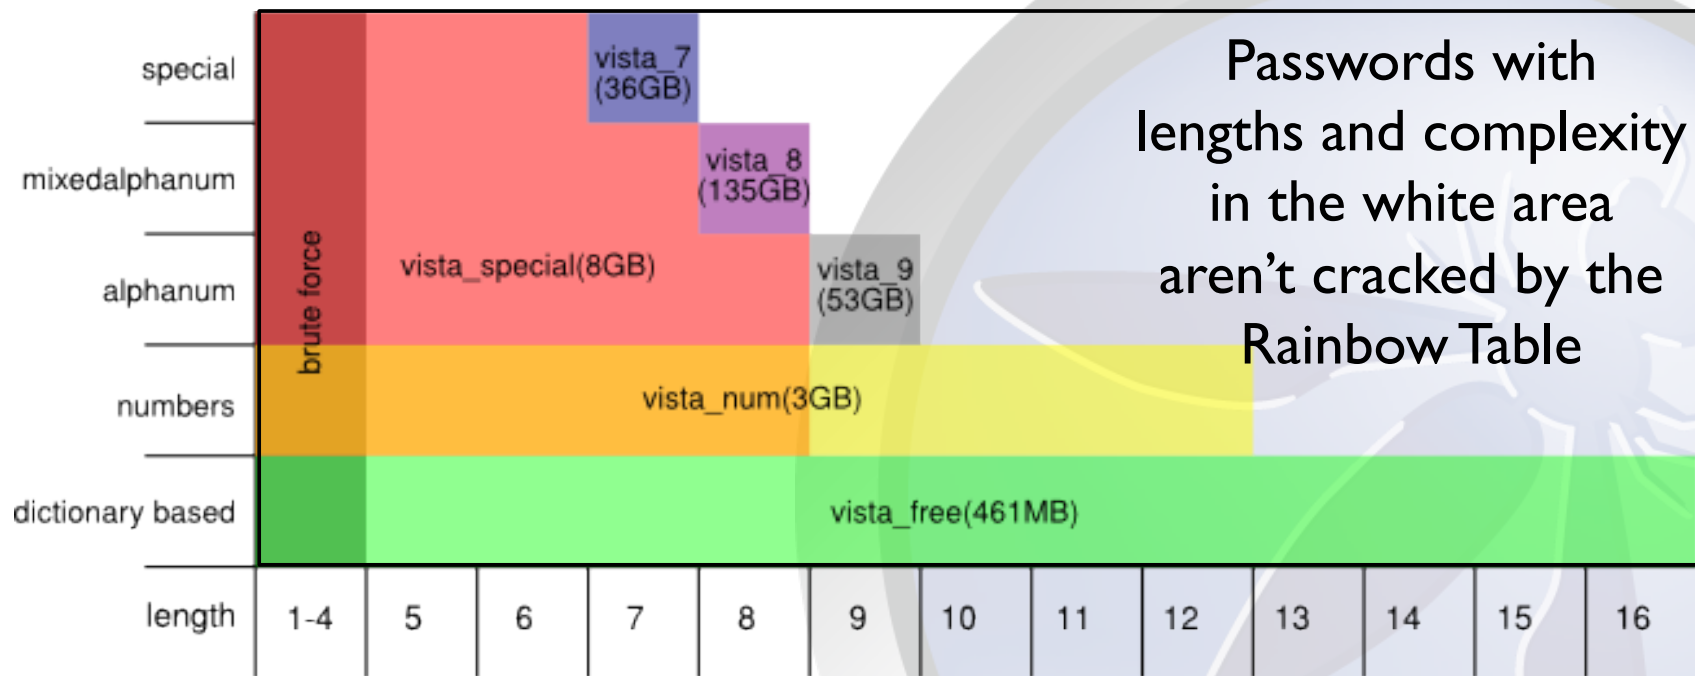 special
mixedalphanum
alphanum
numbers
dictionary based
length
brute force
vista_7
(36GB)
vista_8
(135GB)
vista_special(8GB)
vista_9
(53GB)
vista_num(3GB)
vista_free(461MB)
Passwords with
lengths and complexity
in the white area
aren’t cracked by the
Rainbow Table
1-4 5 6 7 8 9 10 11 12 13 14 15 16